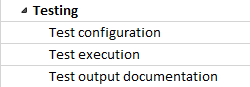 Testing
Test configuration
Test execution
Test output documentation